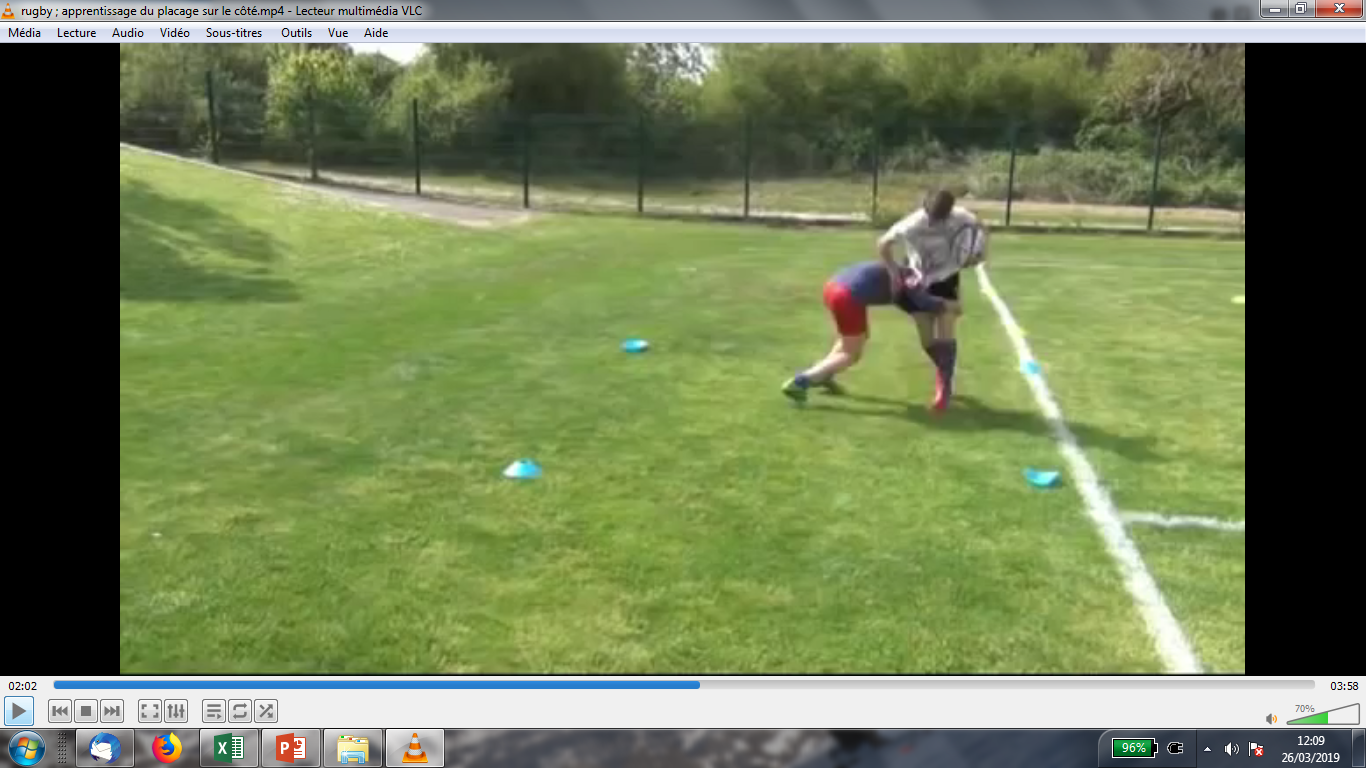 rugby ; apprentissage du placage sur le côté.mp4 - Lecteur multimédia VLC
Média Lecture Audio Vidéo Sous-titres Outils Vue Aide
02:02 03:58
70%
96% 12:09
26/03/2019